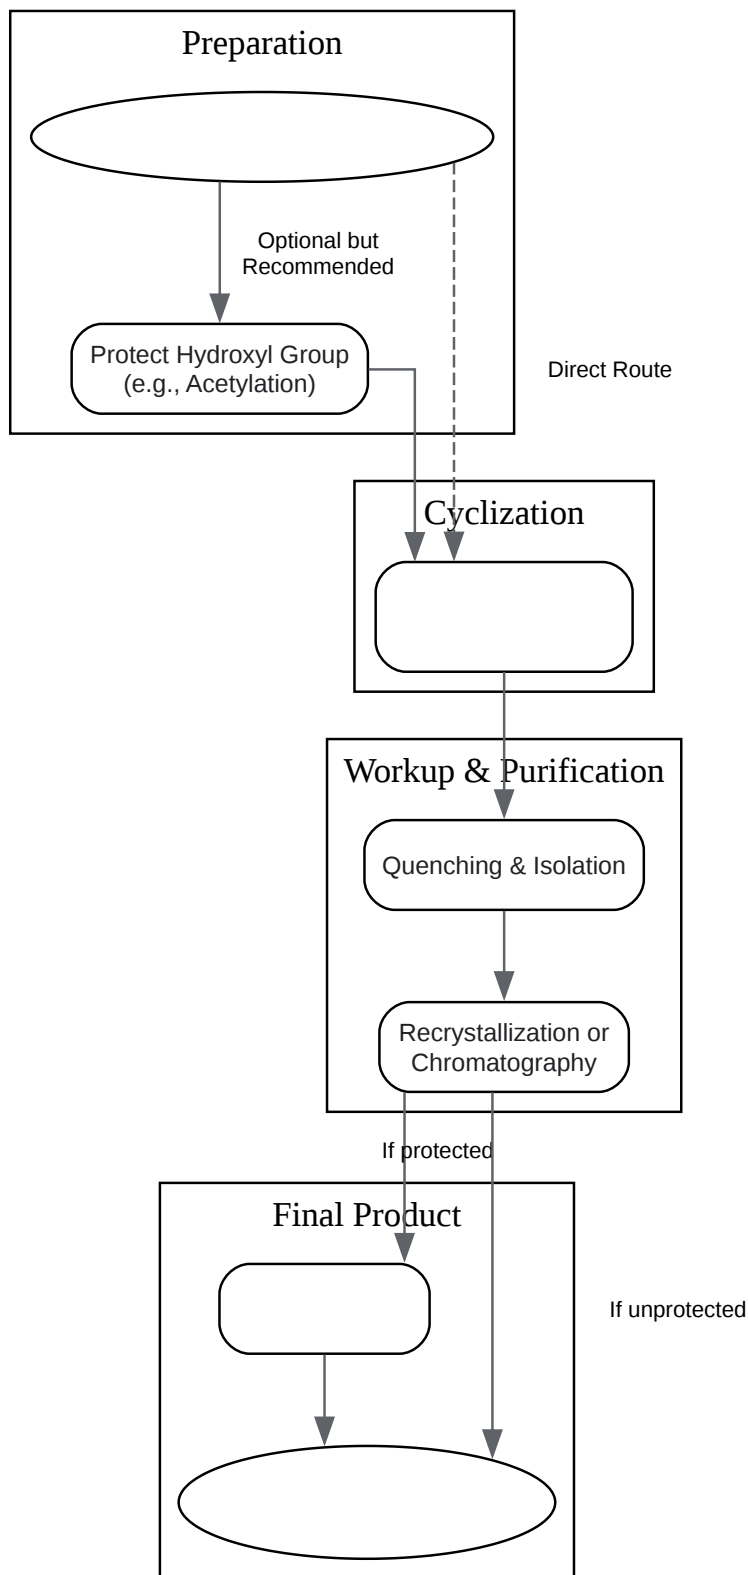 Preparation
Optional but
Recommended
Protect Hydroxyl Group
(e.g., Acetylation)
Direct Route
Cyclization
Workup & Purification
Quenching & Isolation
Recrystallization or
Chromatography
If protected
Final Product
If unprotected